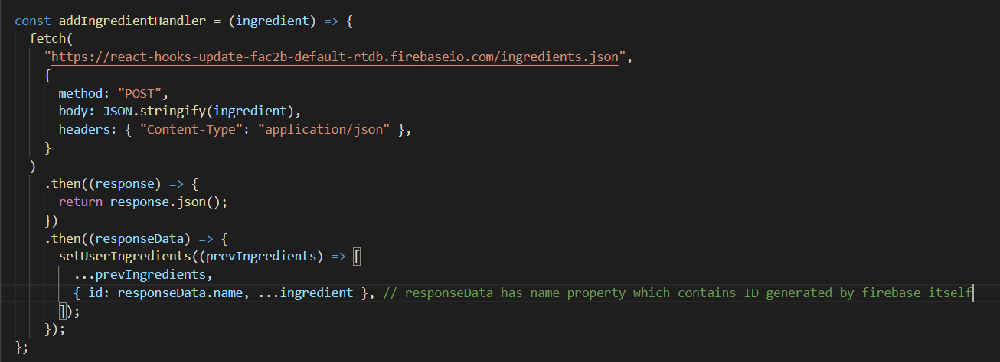 const addIngredientHandler = (ingredient) => {
  fetch(
    "https://react-hooks-update-fac2b-default-rtdb.firebaseio.com/ingredients.json",
    {
      method: "POST",
      body: JSON.stringify(ingredient),
      headers: { "Content-Type": "application/json" },
    }
  )
    .then((response) => {
      return response.json();
    })
    .then((responseData) => {
      setUserIngredients((prevIngredients) => [
        ...prevIngredients,
        { id: responseData.name, ...ingredient }, // responseData has name property which contains ID generated by firebase itself
      ]);
    });
};